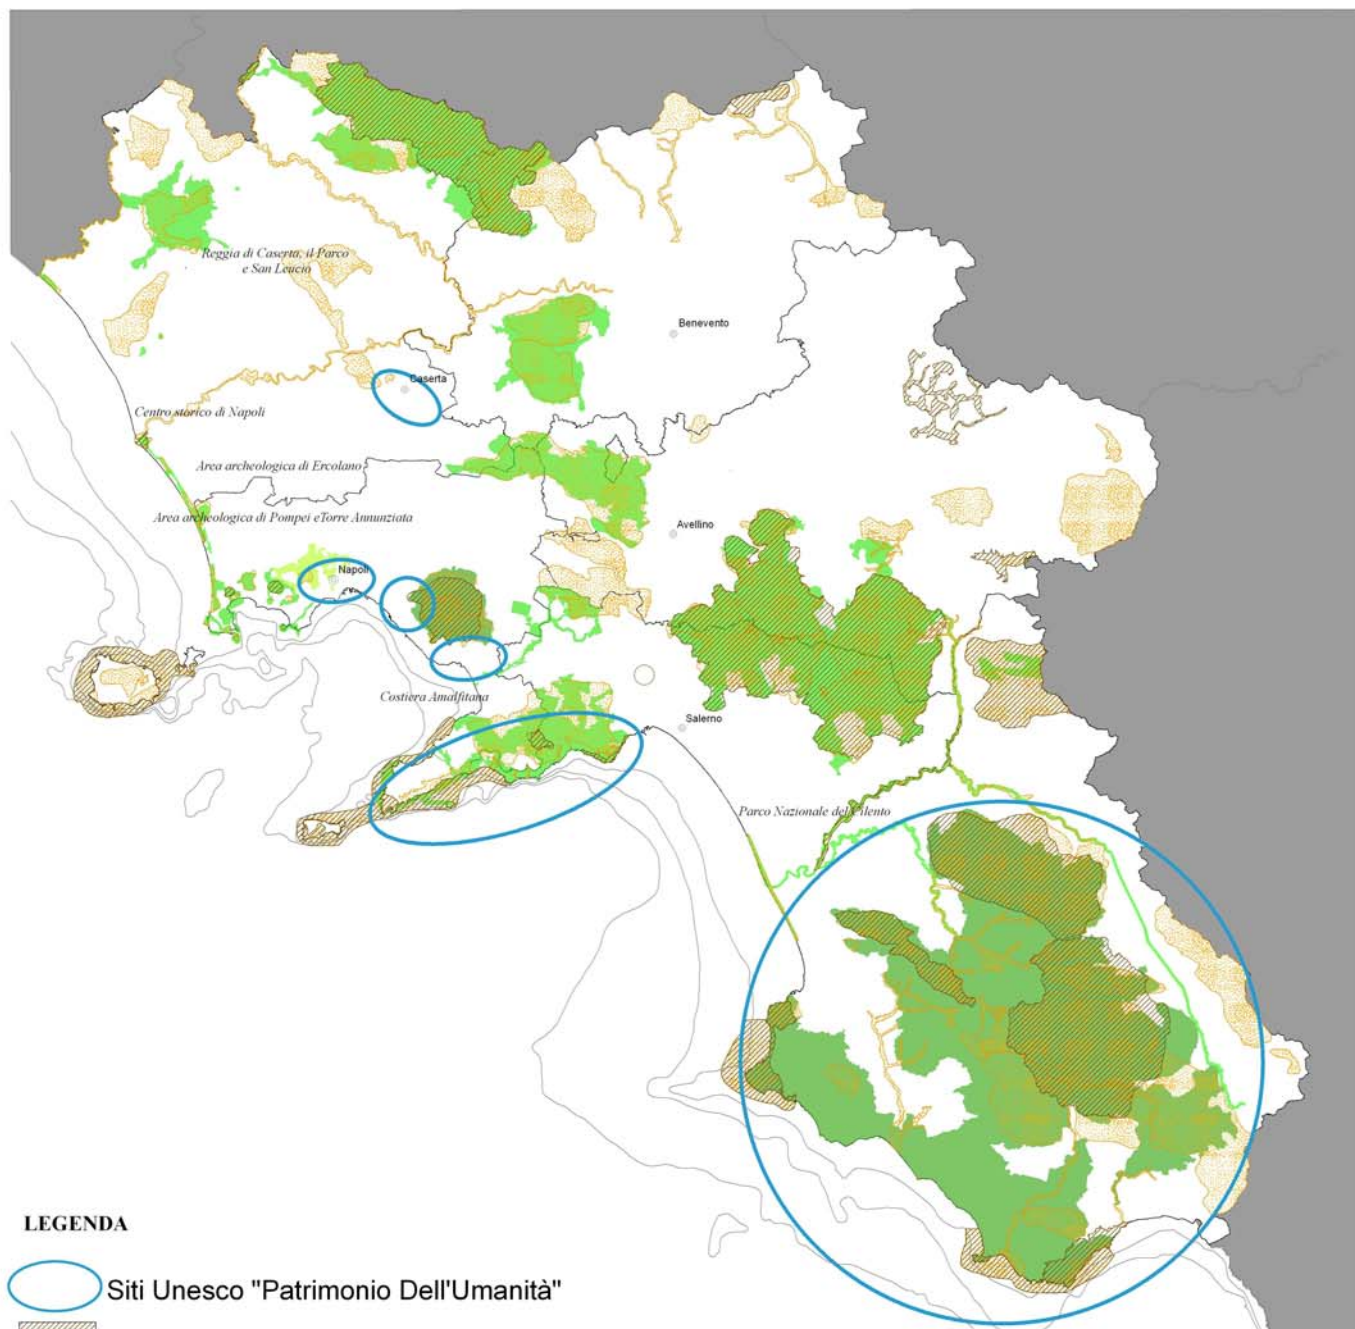 Reggia di Caserta, il Parco
e San Leucio
Benevento
Caserta
Centro storico di Napoli
Area archeologica di Ercolano
Area archeologica di Pompei eTorre Annunziata
Avellino
Napoli
Costiera Amalfitana
Salerno
Parco Nazionale del Cilento
LEGENDA
Siti Unesco "Patrimonio Dell'Umanità"